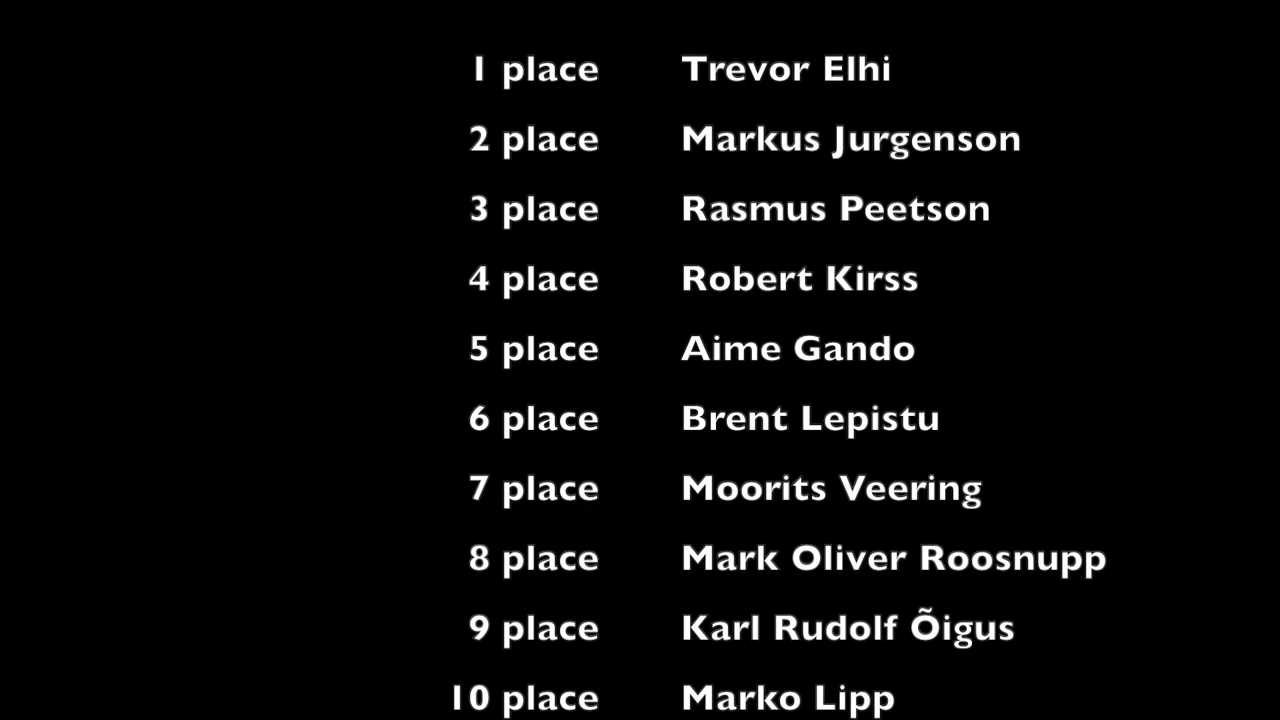 1 place Trevor Elhi
2 place Markus Jurgenson
3 place Rasmus Peetson
4 place Robert Kirss
5 place Aime Gando
6 place Brent Lepistu
7 place Moorits Veering
8 place Mark Oliver Roosnupp
9 place Karl Rudolf Õigus
10 place Marko Lipp